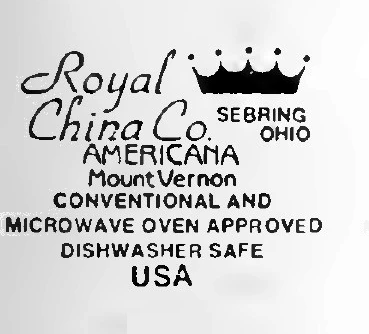 Royal
China Co.
SEBRING
OHIO
AMERICANA
Mount Vernon
CONVENTIONAL AND
MICROWAVE OVEN APPROVED
DISHWASHER SAFE
USA